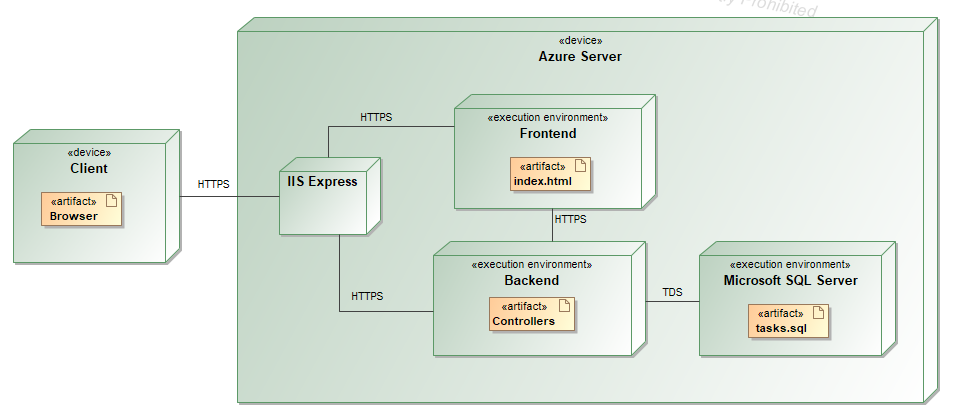 Prohibited
«device»
Azure Server
«execution environment»
Frontend
«artifact»
index.html
HTTPS
«device»
Client
«artifact»
Browser
HTTPS
IIS Express
HTTPS
HTTPS
«execution environment»
Backend
«artifact»
Controllers
TDS
«execution environment»
Microsoft SQL Server
«artifact»
tasks.sql